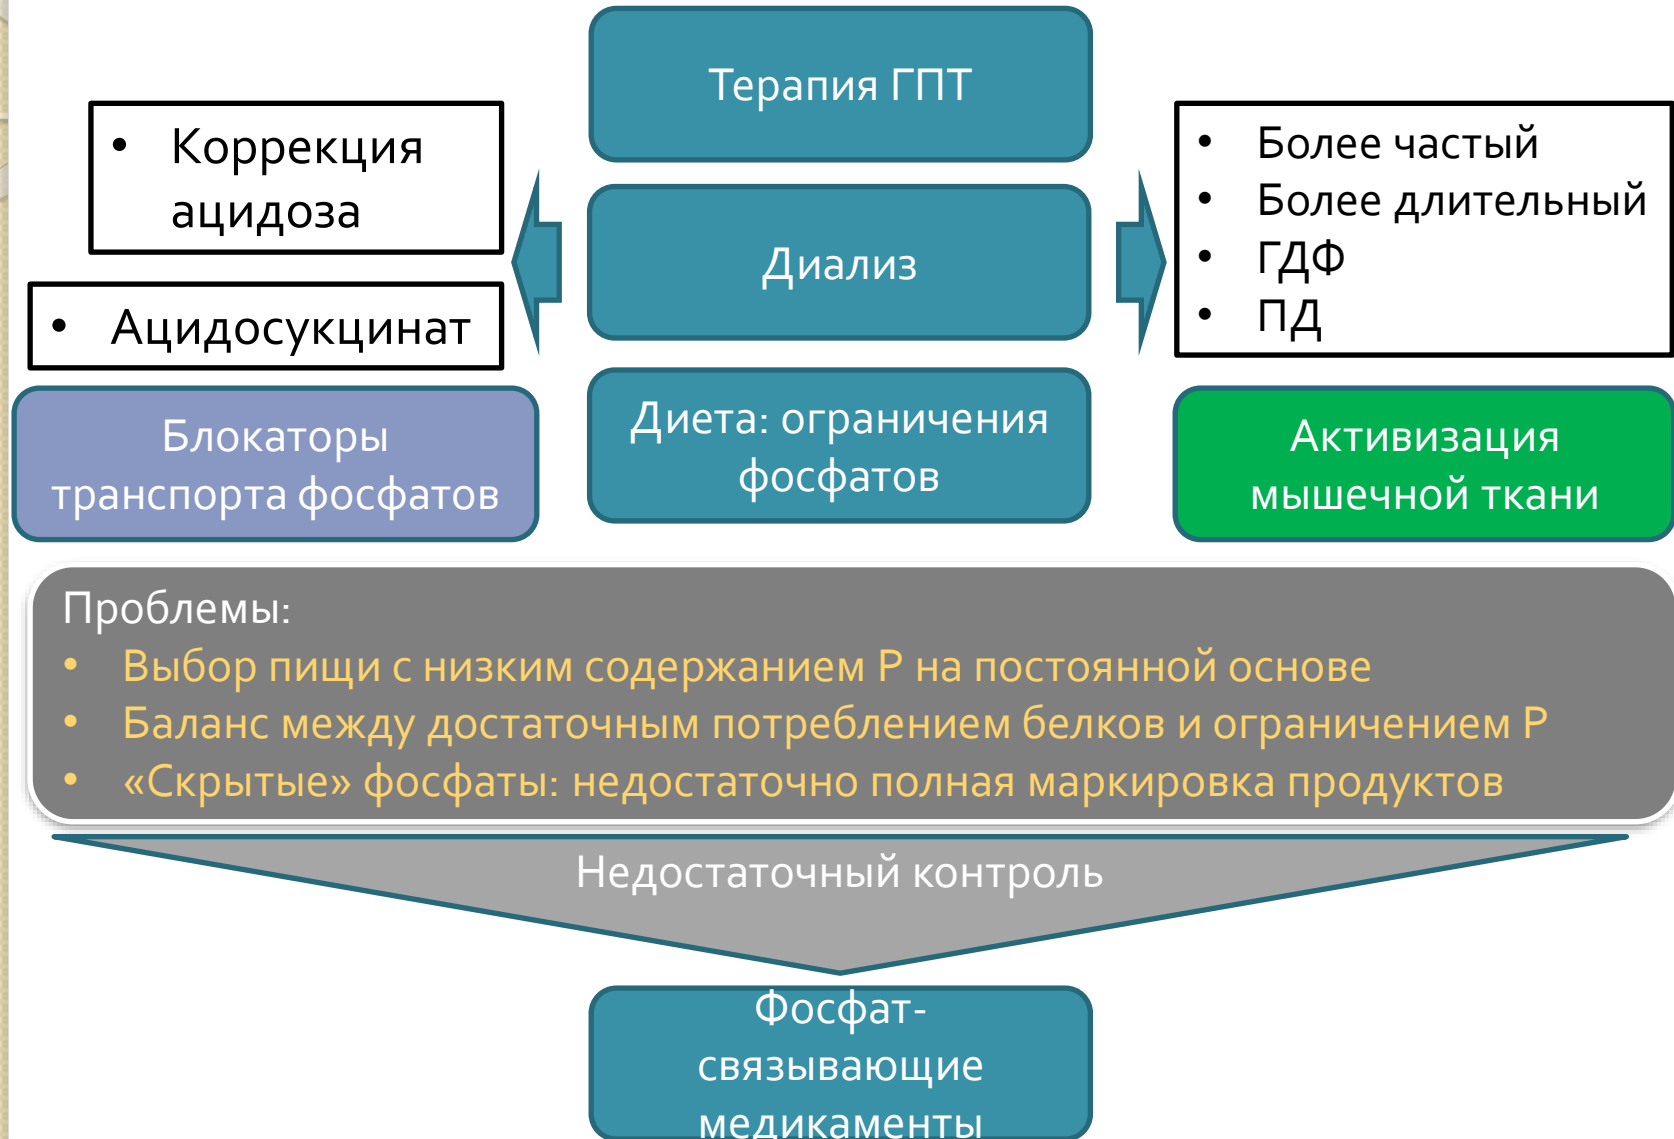 Терапия ГПТ
• Коррекция
ацидоза
• Ацидосукцинат
Диализ
• Более частый
• Более длительный
• ГДФ
• ПД
Блокаторы
транспорта фосфатов
Диета: ограничения
фосфатов
Активизация
мышечной ткани
Проблемы:
• Выбор пищи с низким содержанием Р на постоянной основе
• Баланс между достаточным потреблением белков и ограничением Р
• «Скрытые» фосфаты: недостаточно полная маркировка продуктов
Недостаточный контроль
Фосфат-
связывающие
медикаменты